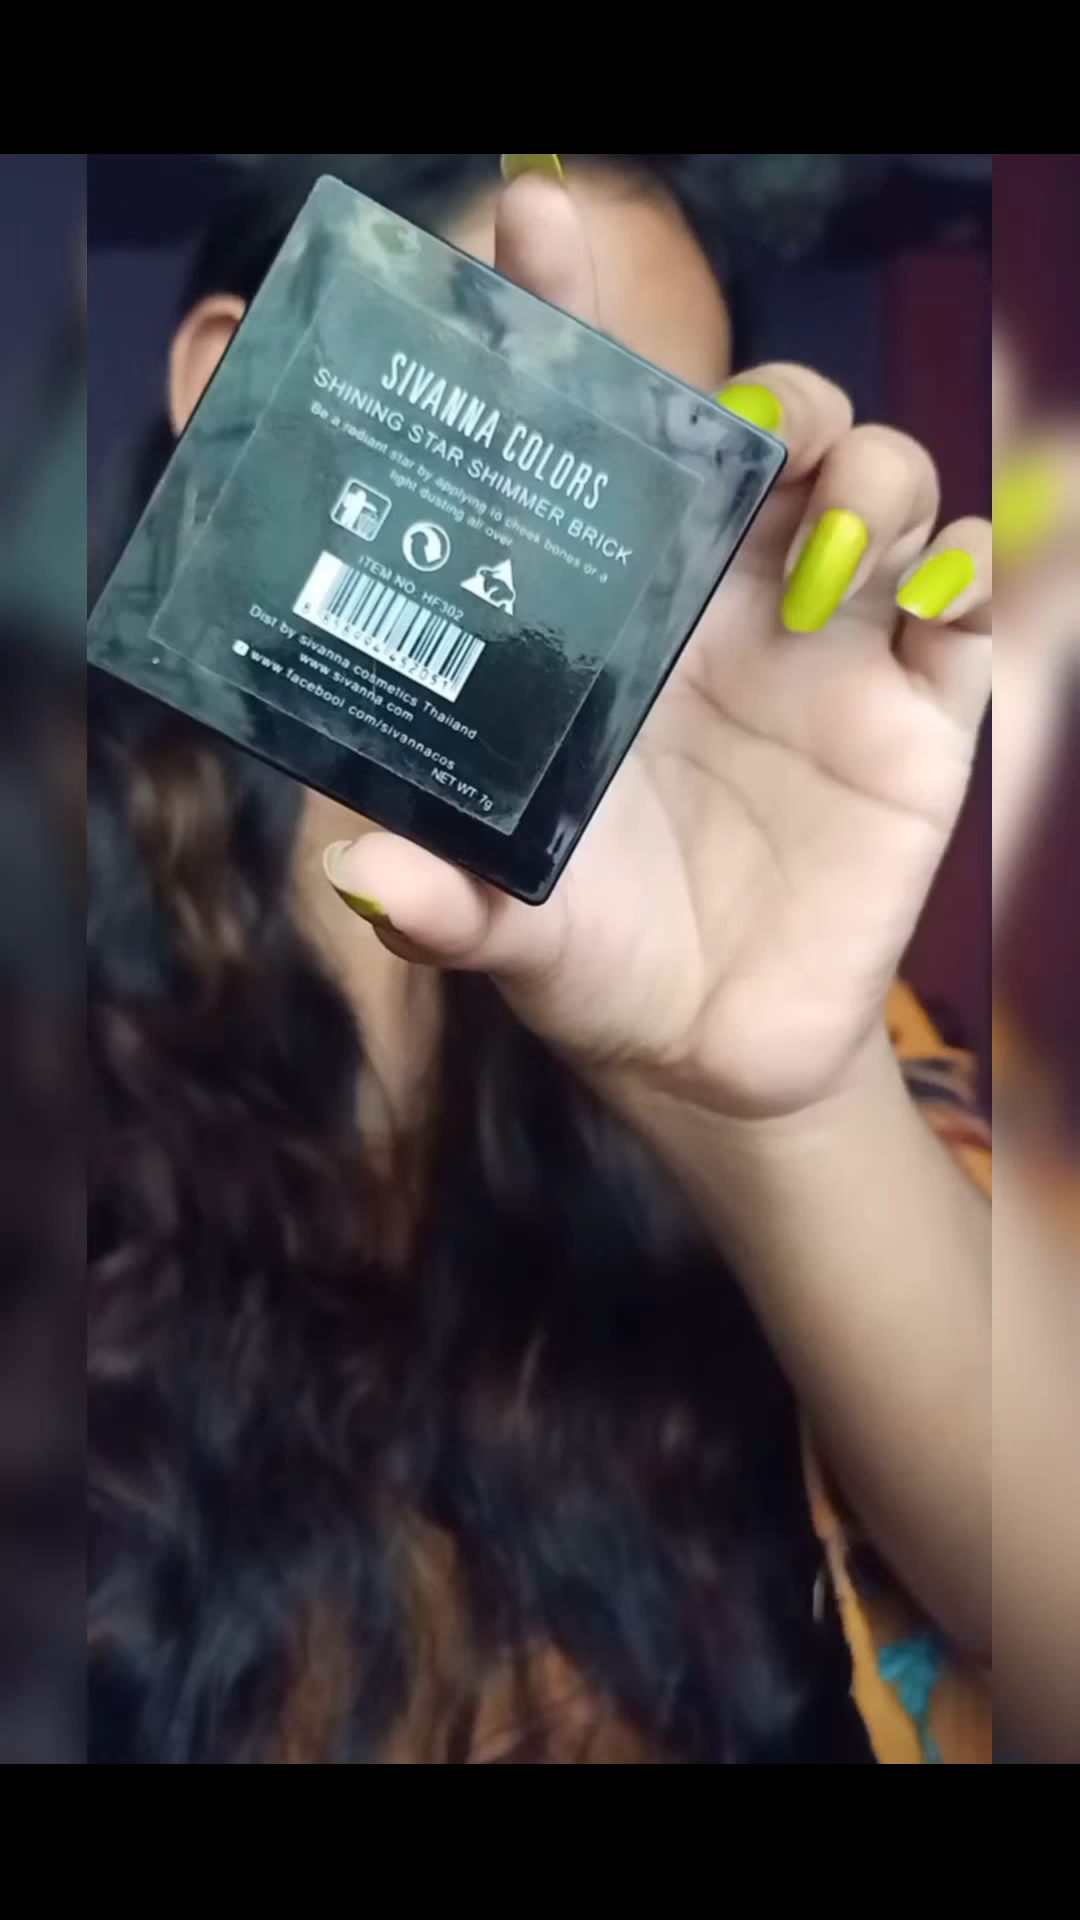 SIVANNA COLORS
SHINING STAR SHIMMER BRICK
Be a radiant star by applying to cheek bones or a
light dusting all over
ITEM NO. HF302
Dist by sivanna cosmetics Thailand
www.sivanna.com
www.facebool com/sivannacos
NET WT 7g